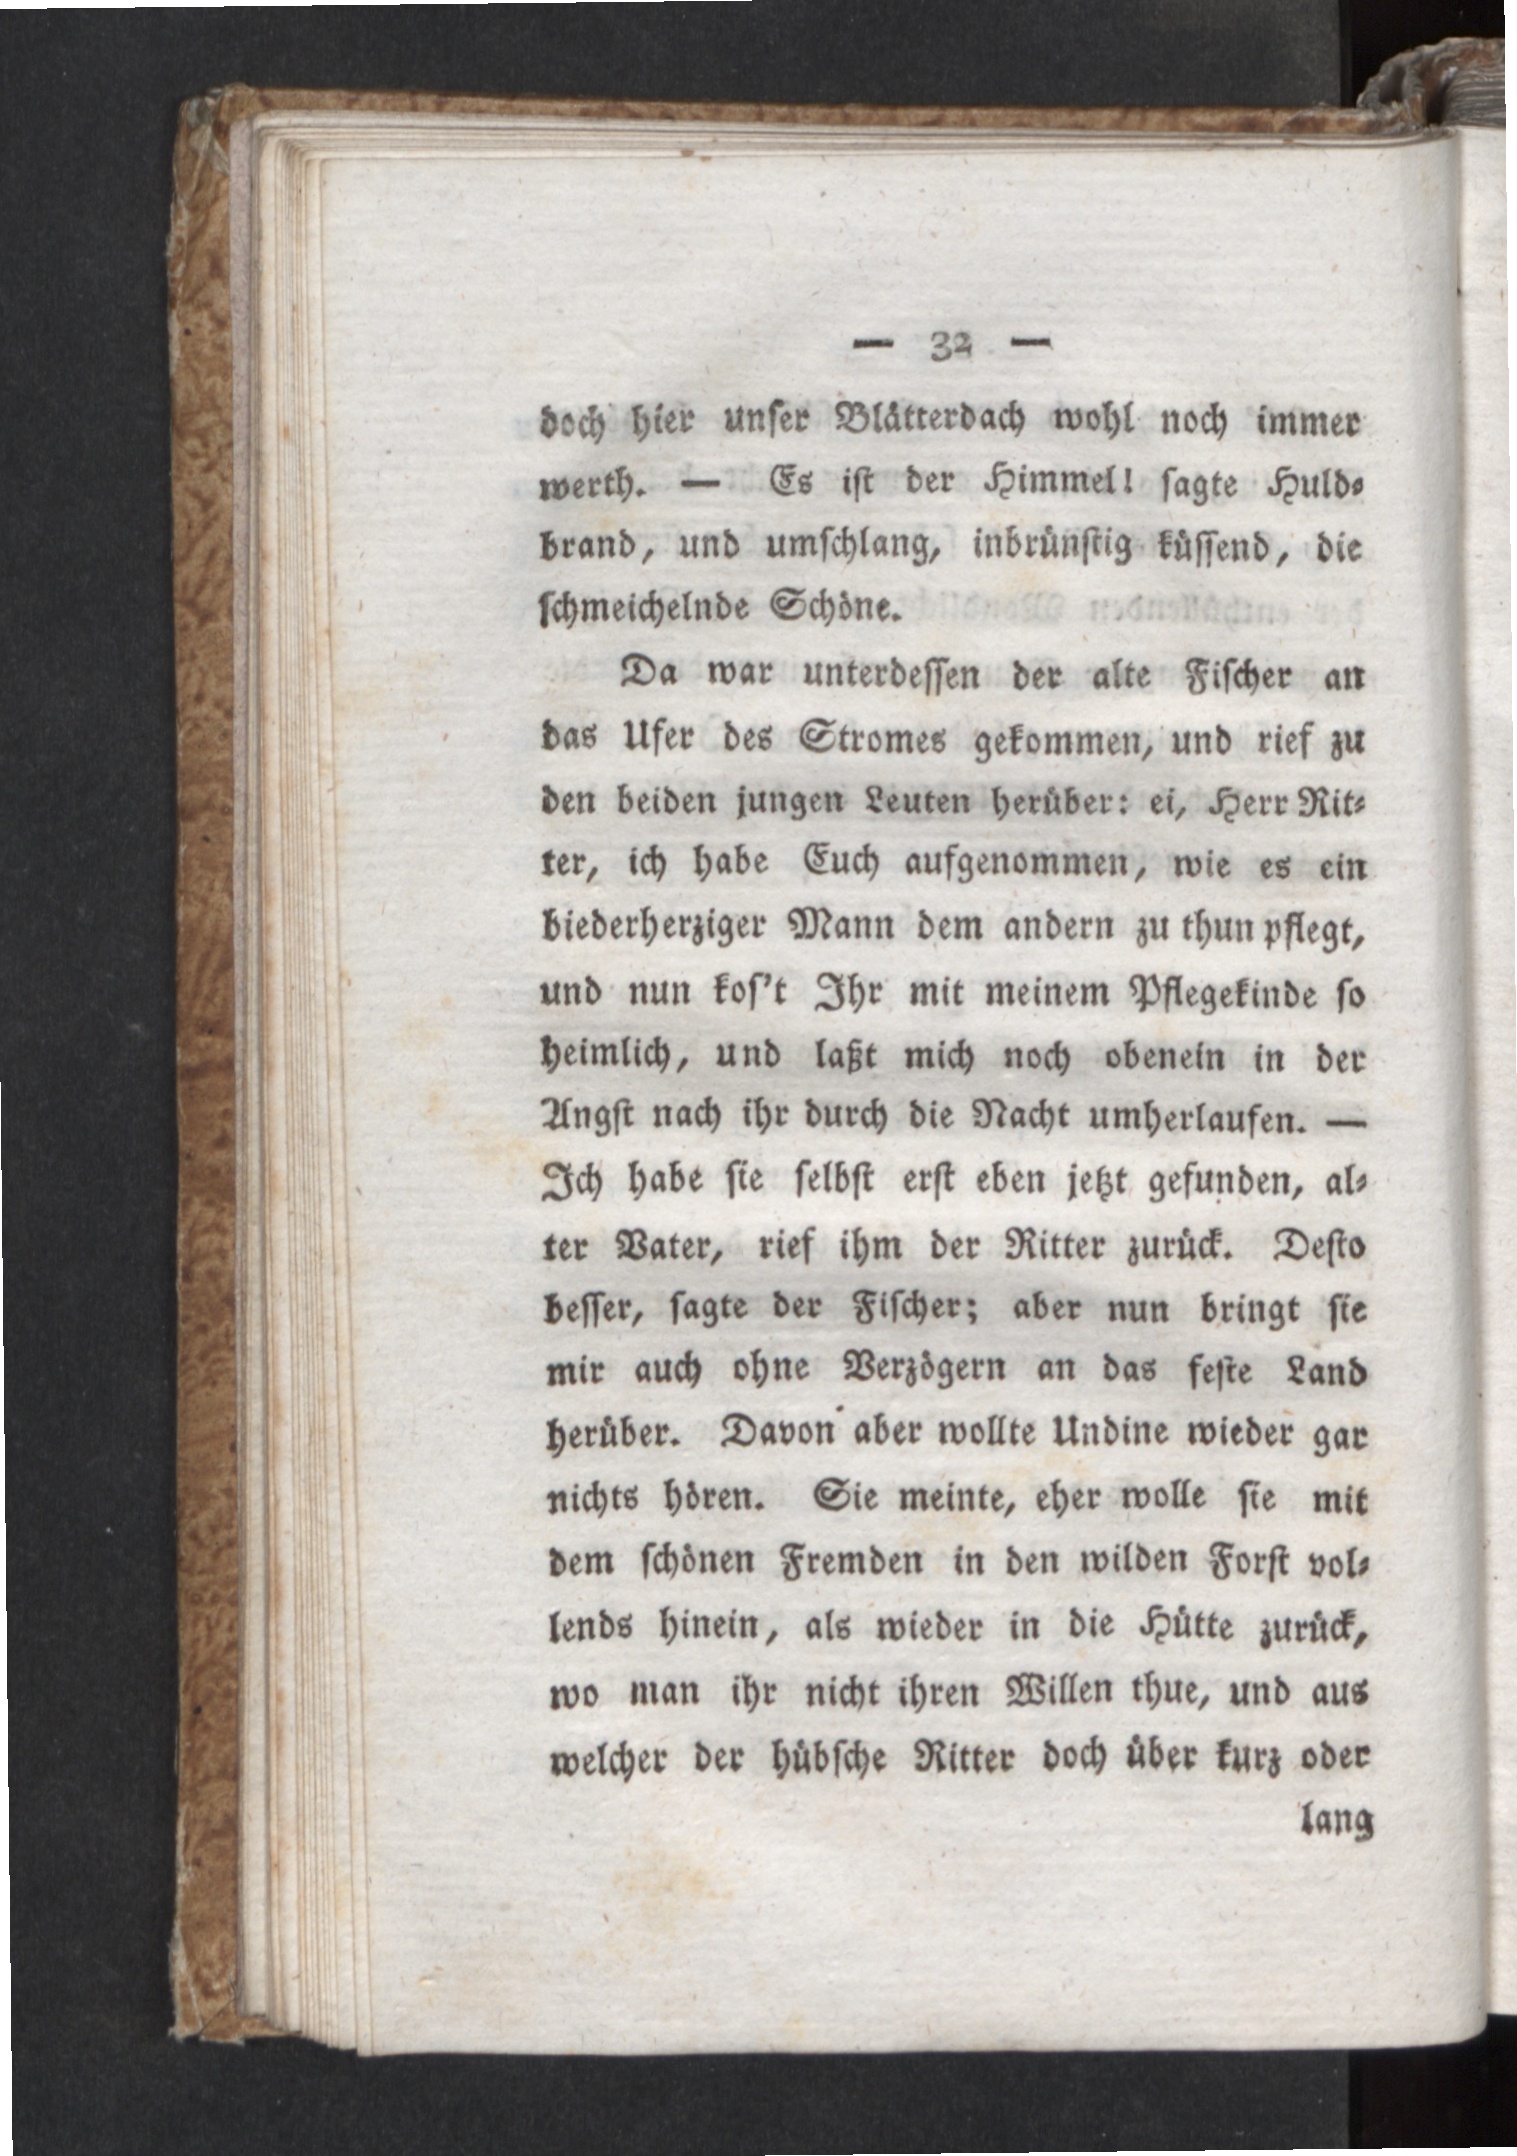 — 32 —
doch hier unſer Blätterdach wohl noch immer
werth. — Es iſt der Himmel! ſagte Huld⸗
brand, und umſchlang, inbrünſtig küſſend, die
ſchmeichelnde Schöne.
Da war unterdeſſen der alte Fiſcher an
das Ufer des Stromes gekommen, und rief zu
den beiden jungen Leuten herüber: ei, Herr Rit⸗
ter, ich habe Euch aufgenommen, wie es ein
biederherziger Mann dem andern zu thun pflegt,
und nun koſ't Ihr mit meinem Pflegekinde ſo
heimlich, und laßt mich noch obenein in der
Angſt nach ihr durch die Nacht umherlaufen. —
Ich habe ſie ſelbſt erſt eben jetzt gefunden, al⸗
ter Vater, rief ihm der Ritter zurück. Deſto
beſſer, ſagte der Fiſcher; aber nun bringt ſie
mir auch ohne Verzögern an das feſte Land
herüber. Davon aber wollte Undine wieder gar
nichts hören. Sie meinte, eher wolle ſie mit
dem ſchönen Fremden in den wilden Forſt vol⸗
lends hinein, als wieder in die Hütte zurück,
wo man ihr nicht ihren Willen thue, und aus
welcher der hübſche Ritter doch über kurz oder
lang